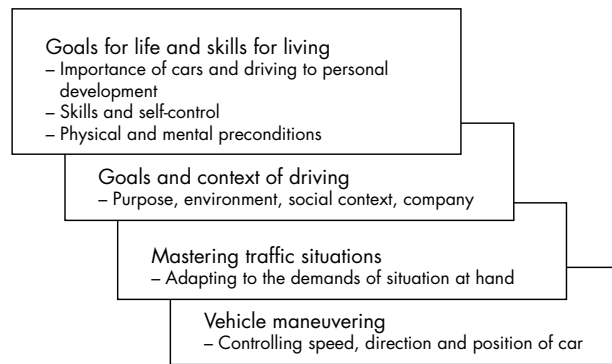 Goals for life and skills for living
– Importance of cars and driving to personal
development
– Skills and self-control
– Physical and mental preconditions
Goals and context of driving
– Purpose, environment, social context, company
Mastering traffic situations
– Adapting to the demands of situation at hand
Vehicle maneuvering
– Controlling speed, direction and position of car